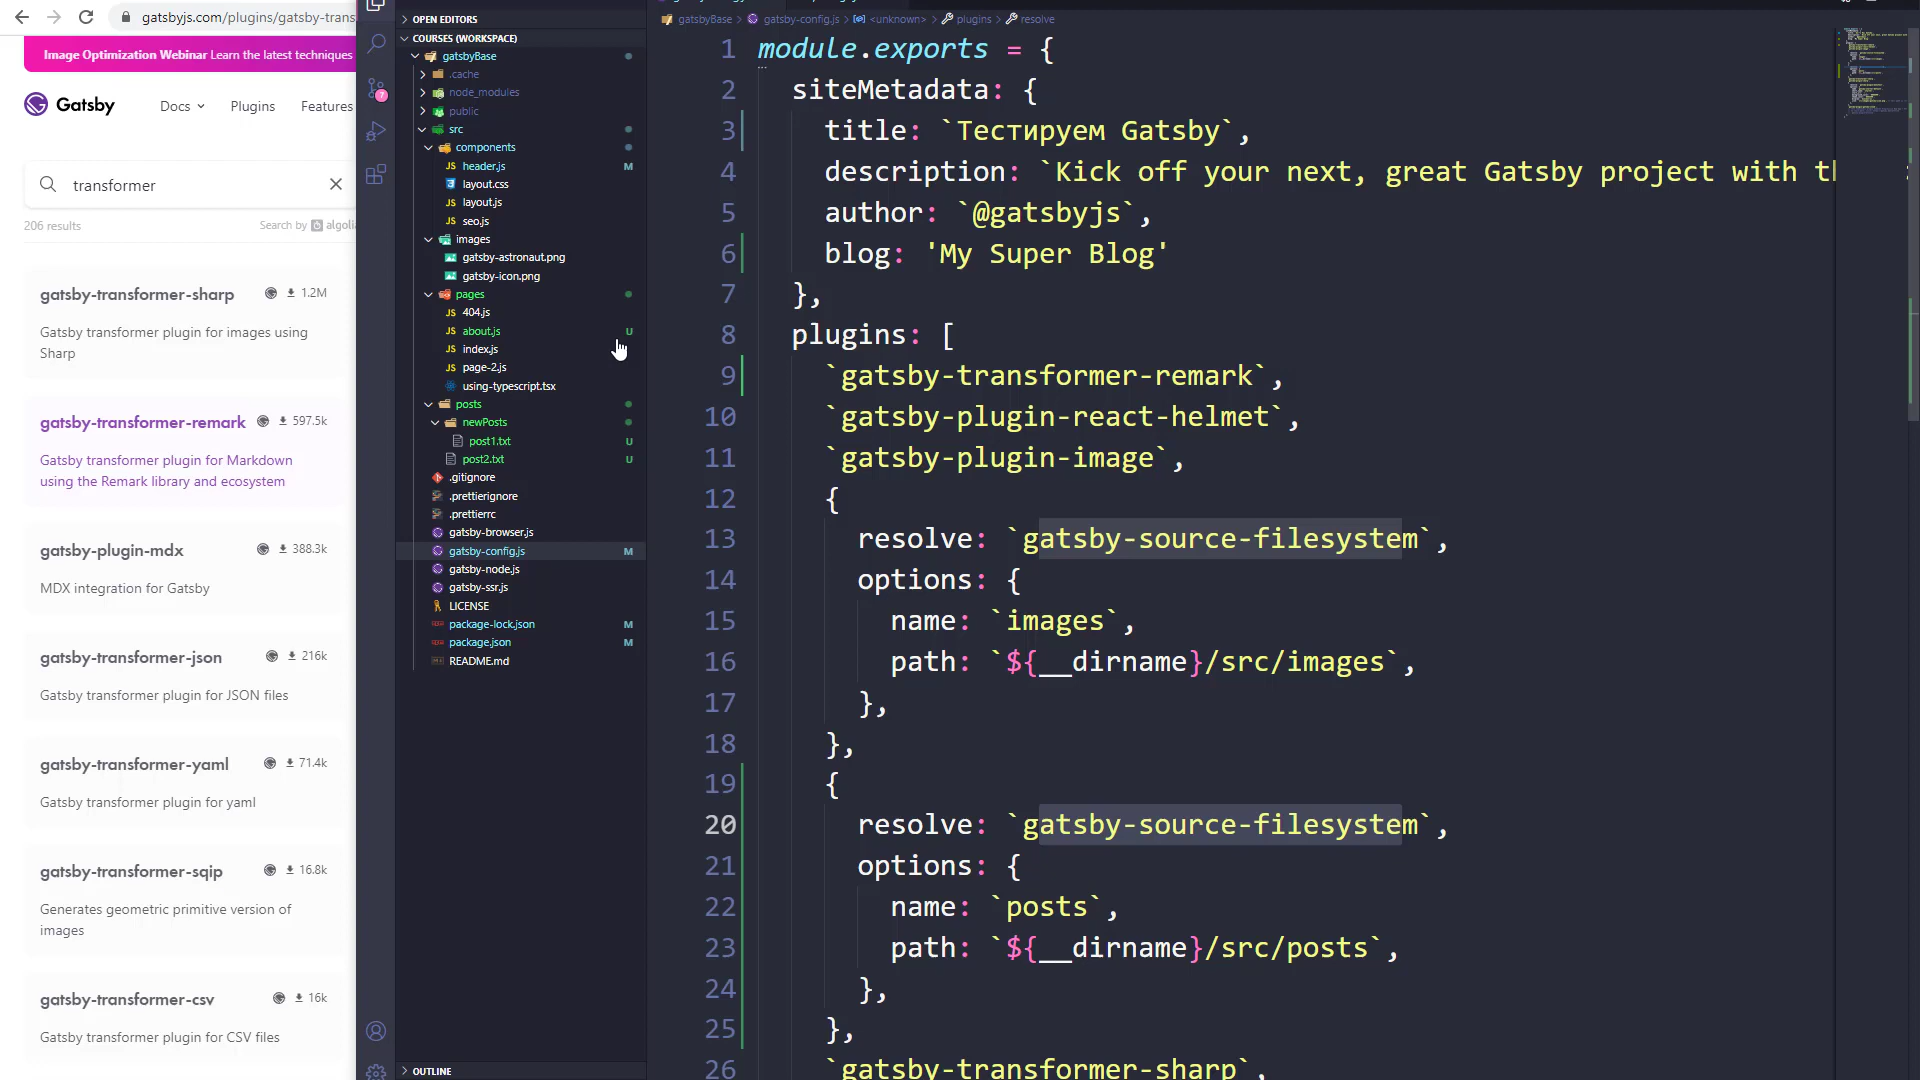 gatsbyjs.com/plugins/gatsby-trans
Image Optimization Webinar Learn the latest techniques
Gatsby
Docs
Plugins
Features
transformer
206 results
Search by algolia
gatsby-transformer-sharp
1.2M
Gatsby transformer plugin for images using
Sharp
gatsby-transformer-remark
597.5k
Gatsby transformer plugin for Markdown
using the Remark library and ecosystem
gatsby-plugin-mdx
388.3k
MDX integration for Gatsby
gatsby-transformer-json
216k
Gatsby transformer plugin for JSON files
gatsby-transformer-yaml
71.4k
Gatsby transformer plugin for yaml
gatsby-transformer-sqip
16.8k
Generates geometric primitive version of
images
gatsby-transformer-csv
16k
Gatsby transformer plugin for CSV files
7
OPEN EDITORS
COURSES (WORKSPACE)
gatsbyBase
.cache
node_modules
public
src
components
JS header.js M
layout.css
JS layout.js
JS seo.js
images
gatsby-astronaut.png
gatsby-icon.png
pages
JS 404.js
JS about.js U
JS index.js
JS page-2.js
using-typescript.tsx
posts
newPosts
post1.txt U
post2.txt U
.gitignore
.prettierignore
.prettierrc
gatsby-browser.js
gatsby-config.js M
gatsby-node.js
gatsby-ssr.js
LICENSE
package-lock.json M
package.json M
README.md
OUTLINE
gatsbyBase > gatsby-config.js > <unknown> > plugins > resolve
1 module.exports = {
2 siteMetadata: {
3 title: `Тестируем Gatsby`,
4 description: `Kick off your next, great Gatsby project with th
5 author: `@gatsbyjs`,
6 blog: 'My Super Blog'
7 },
8 plugins: [
9 `gatsby-transformer-remark`,
10 `gatsby-plugin-react-helmet`,
11 `gatsby-plugin-image`,
12 {
13 resolve: `gatsby-source-filesystem`,
14 options: {
15 name: `images`,
16 path: `${__dirname}/src/images`,
17 },
18 },
19 {
20 resolve: `gatsby-source-filesystem`,
21 options: {
22 name: `posts`,
23 path: `${__dirname}/src/posts`,
24 },
25 },
26 `gatsby-transformer-sharp`,